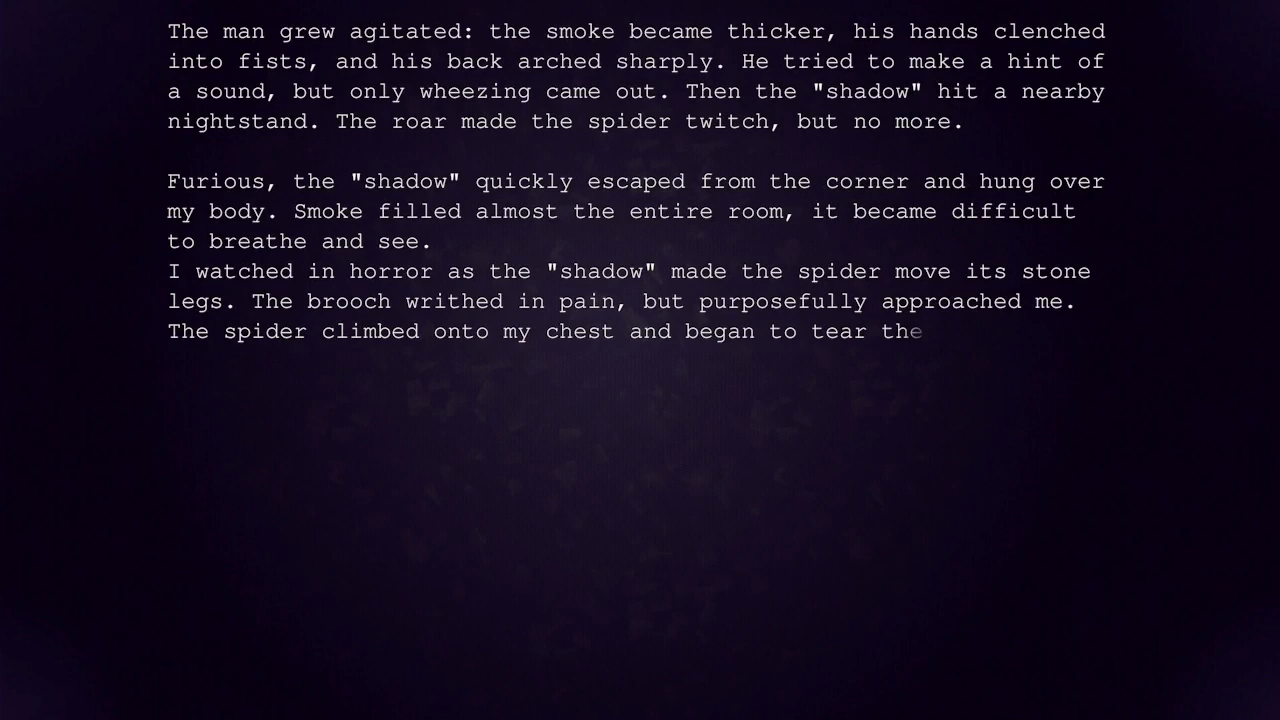 The man grew agitated: the smoke became thicker, his hands clenched
into fists, and his back arched sharply. He tried to make a hint of
a sound, but only wheezing came out. Then the "shadow" hit a nearby
nightstand. The roar made the spider twitch, but no more.
Furious, the "shadow" quickly escaped from the corner and hung over
my body. Smoke filled almost the entire room, it became difficult
to breathe and see.
I watched in horror as the "shadow" made the spider move its stone
legs. The brooch writhed in pain, but purposefully approached me.
The spider climbed onto my chest and began to tear the